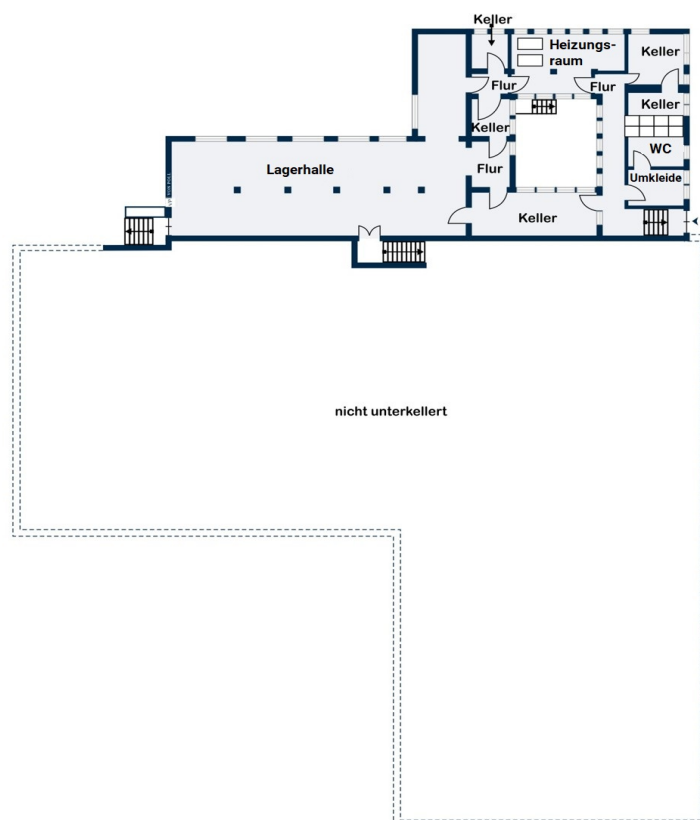 Keller
Heizungs-
raum
Keller
Flur
Flur
Keller
Keller
WC
Lagerhalle
Flur
Umkleide
Keller
nicht unterkellert